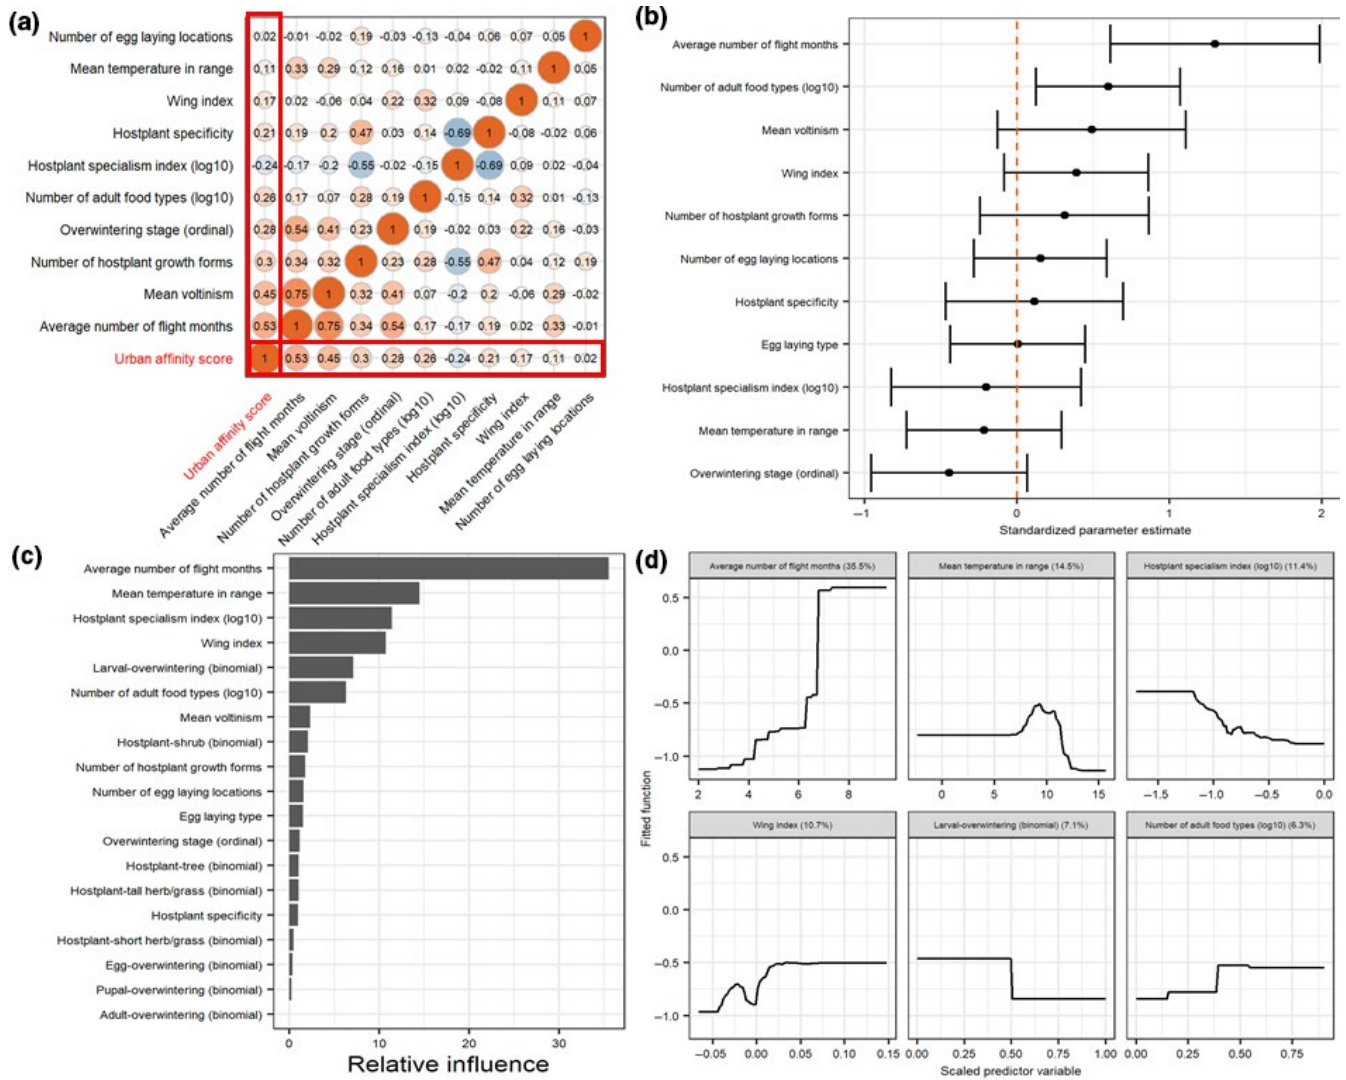 (a)
Number of egg laying locations 0.02 -0.01 -0.02 0.19 -0.03 -0.13 -0.04 0.06 0.07 0.05 1
Mean temperature in range 0.11 0.33 0.29 0.12 0.16 0.01 0.02 -0.02 0.11 1 0.05
Wing index 0.17 0.02 -0.06 0.04 0.22 0.32 0.09 -0.08 1 0.11 0.07
Hostplant specificity 0.21 0.19 0.2 0.47 0.03 0.14 -0.69 1 -0.08 -0.02 0.06
Hostplant specialism index (log10) -0.24 -0.17 -0.2 -0.55 -0.02 -0.15 1 -0.69 0.09 0.02 -0.04
Number of adult food types (log10) 0.26 0.17 0.07 0.28 0.19 1 -0.15 0.14 0.32 0.01 -0.13
Overwintering stage (ordinal) 0.28 0.54 0.41 0.23 1 0.19 -0.02 0.03 0.22 0.16 -0.03
Number of hostplant growth forms 0.3 0.34 0.32 1 0.23 0.28 -0.55 0.47 0.04 0.12 0.19
Mean voltinism 0.45 0.75 1 0.32 0.41 0.07 -0.2 0.2 -0.06 0.29 -0.02
Average number of flight months 0.53 1 0.75 0.34 0.54 0.17 -0.17 0.19 0.02 0.33 -0.01
Urban affinity score 1 0.53 0.45 0.3 0.28 0.26 -0.24 0.21 0.17 0.11 0.02
Urban affinity score
Average number of flight months
Mean voltinism
Number of hostplant growth forms
Overwintering stage (ordinal)
Number of adult food types (log10)
Hostplant specialism index (log10)
Hostplant specificity
Wing index
Mean temperature in range
Number of egg laying locations
(b)
Average number of flight months
Number of adult food types (log10)
Mean voltinism
Wing index
Number of hostplant growth forms
Number of egg laying locations
Hostplant specificity
Egg laying type
Hostplant specialism index (log10)
Mean temperature in range
Overwintering stage (ordinal)
−1 0 1 2
Standardized parameter estimate
(c)
Average number of flight months
Mean temperature in range
Hostplant specialism index (log10)
Wing index
Larval-overwintering (binomial)
Number of adult food types (log10)
Mean voltinism
Hostplant-shrub (binomial)
Number of hostplant growth forms
Number of egg laying locations
Egg laying type
Overwintering stage (ordinal)
Hostplant-tree (binomial)
Hostplant-tall herb/grass (binomial)
Hostplant specificity
Hostplant-short herb/grass (binomial)
Egg-overwintering (binomial)
Pupal-overwintering (binomial)
Adult-overwintering (binomial)
0 10 20 30
Relative influence
(d)
Average number of flight months (35.5%) Mean temperature in range (14.5%) Hostplant specialism index (log10) (11.4%)
0.5
0.0
−0.5
−1.0
2 4 6 8 0 5 10 15 −1.5 −1.0 −0.5 0.0
Fitted function
Wing index (10.7%) Larval-overwintering (binomial) (7.1%) Number of adult food types (log10) (6.3%)
0.5
0.0
−0.5
−1.0
−0.05 0.00 0.05 0.10 0.15 0.00 0.25 0.50 0.75 1.00 0.00 0.25 0.50 0.75
Scaled predictor variable